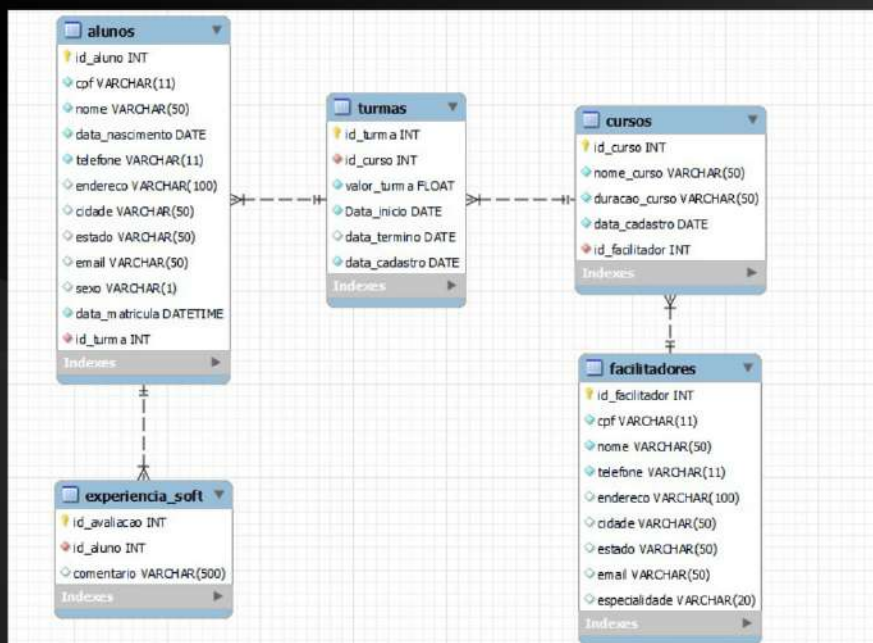 alunos
id_aluno INT
cpf VARCHAR(11)
nome VARCHAR(50)
data_nascimento DATE
telefone VARCHAR(11)
endereco VARCHAR(100)
cidade VARCHAR(50)
estado VARCHAR(50)
email VARCHAR(50)
sexo VARCHAR(1)
data_matricula DATETIME
id_turma INT
Indexes
turmas
id_turma INT
id_curso INT
valor_turma FLOAT
Data_inicio DATE
data_termino DATE
data_cadastro DATE
Indexes
cursos
id_curso INT
nome_curso VARCHAR(50)
duracao_curso VARCHAR(50)
data_cadastro DATE
id_facilitador INT
Indexes
experiencia_soft
id_avaliacao INT
id_aluno INT
comentario VARCHAR(500)
Indexes
facilitadores
id_facilitador INT
cpf VARCHAR(11)
nome VARCHAR(50)
telefone VARCHAR(11)
endereco VARCHAR(100)
cidade VARCHAR(50)
estado VARCHAR(50)
email VARCHAR(50)
especialidade VARCHAR(20)
Indexes